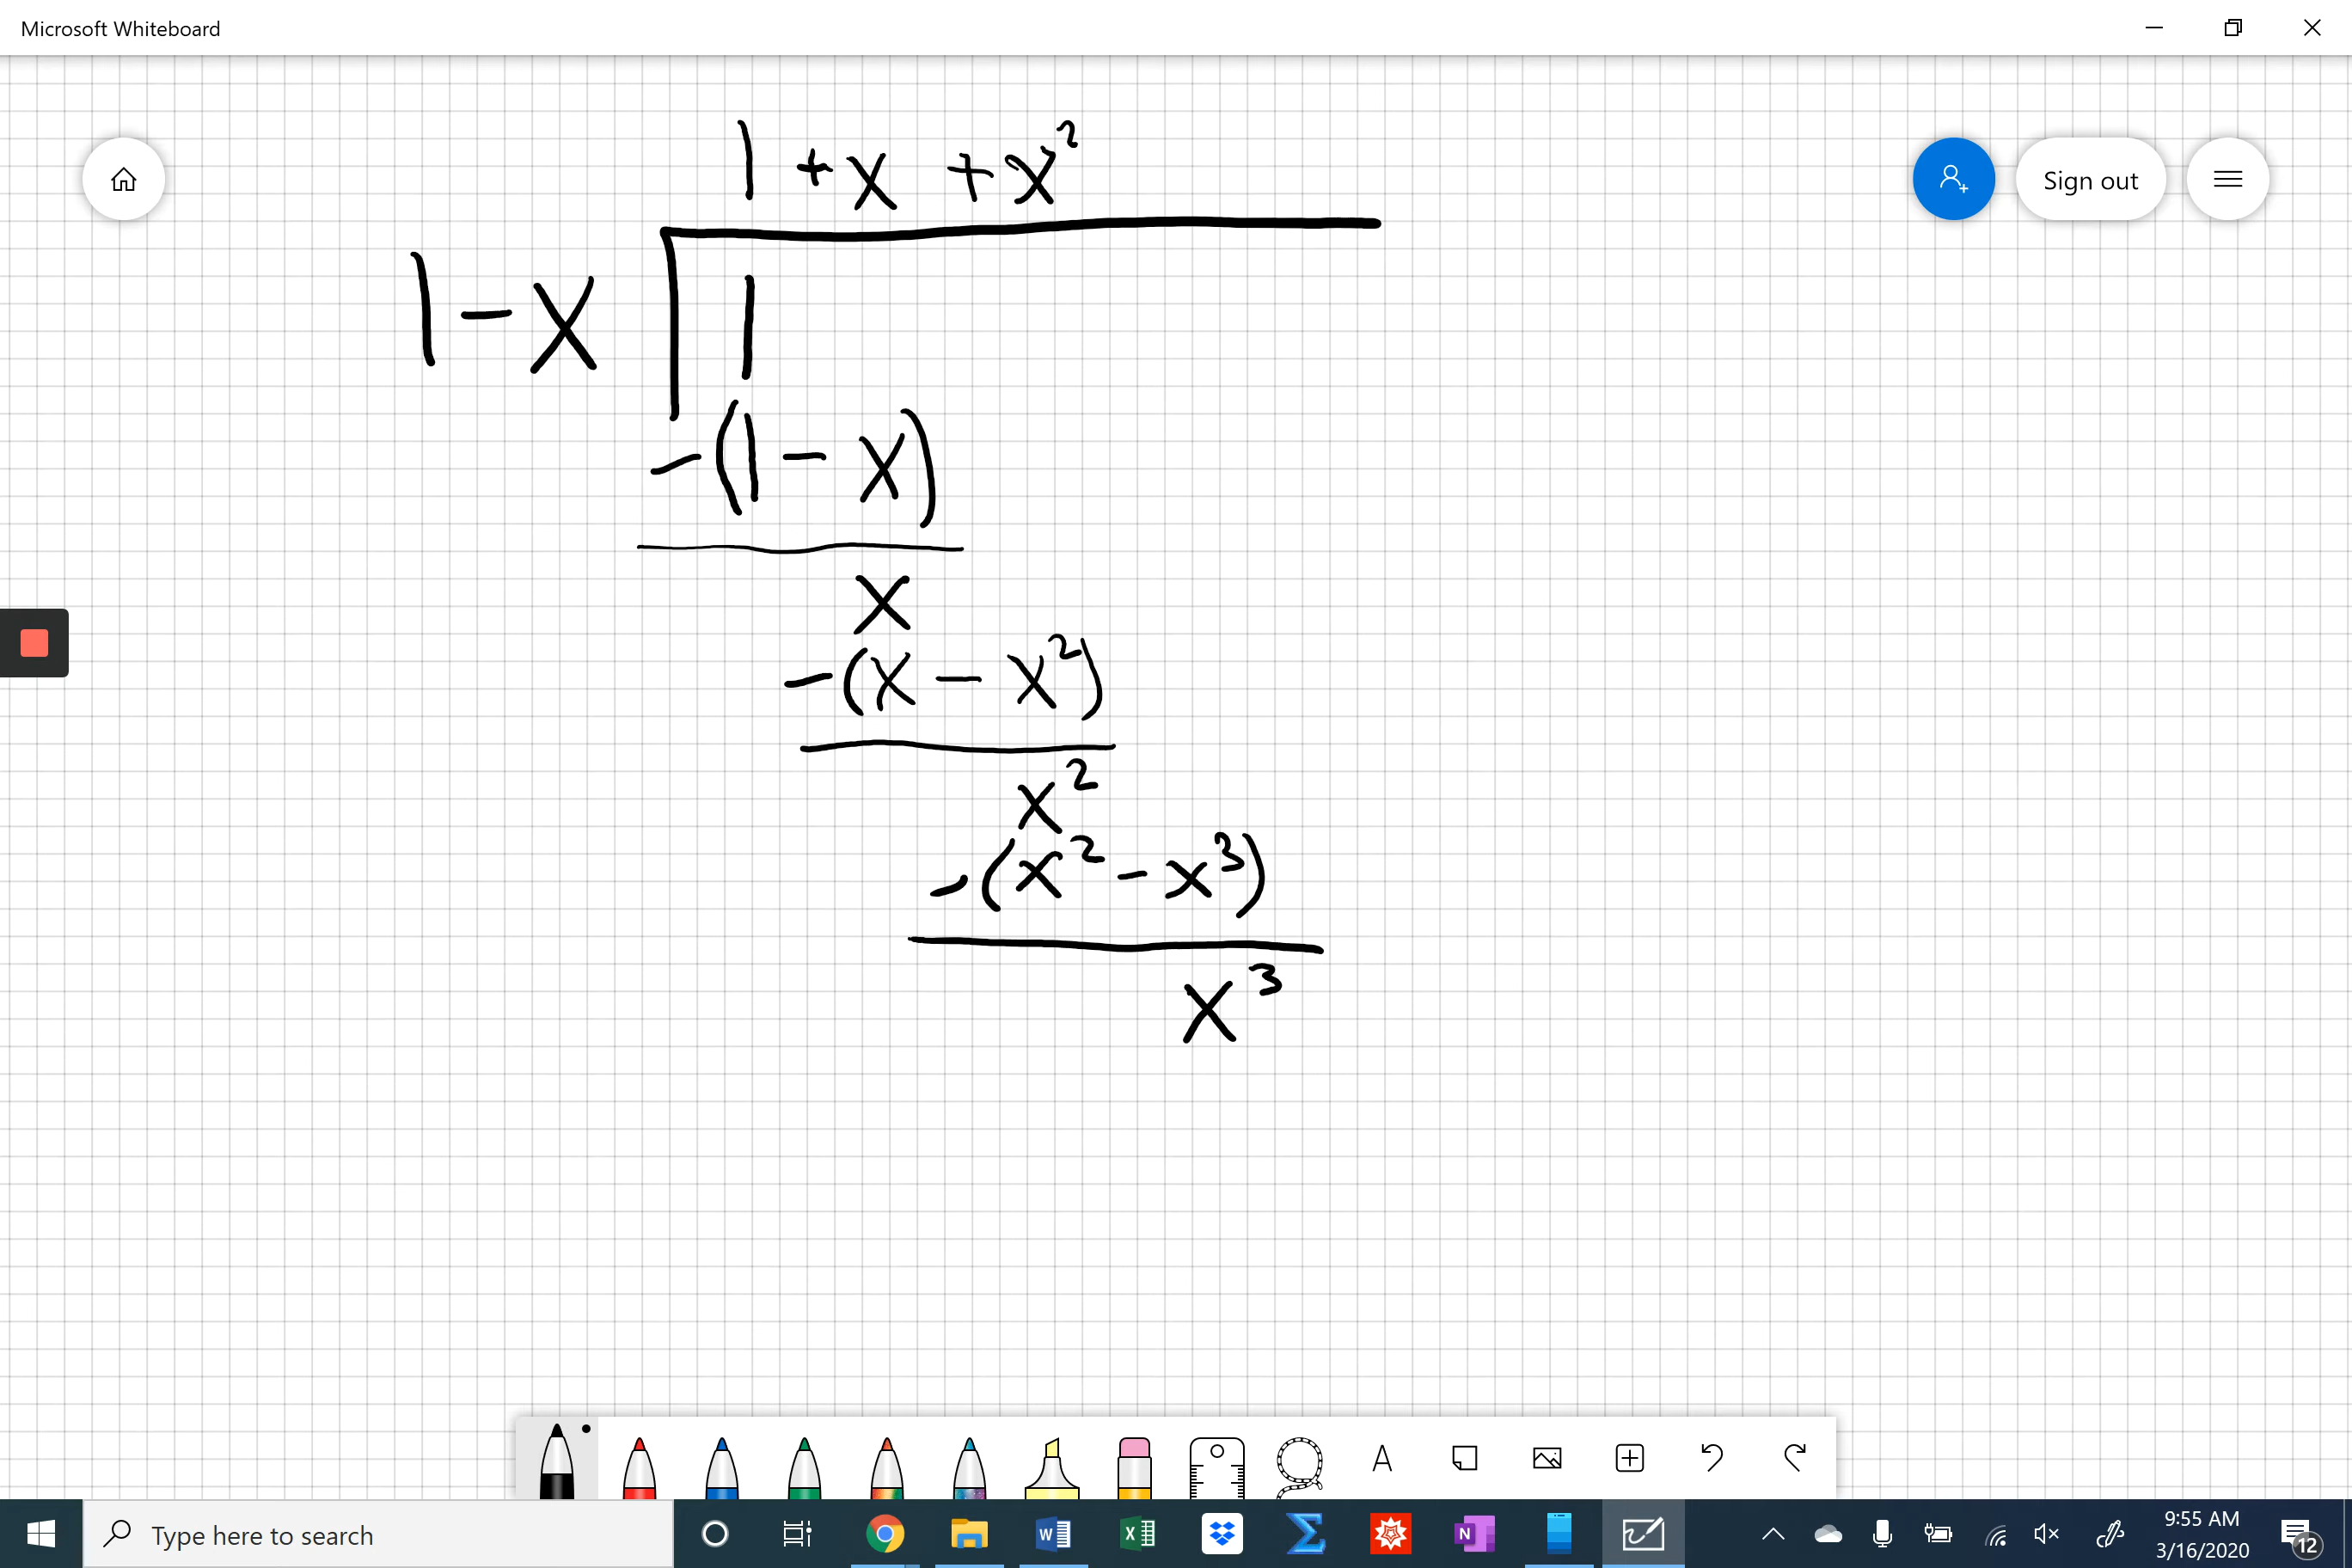 Microsoft Whiteboard
1 + x + x²
Sign out
1 - x 1
-(1 - x)
x
-(x - x²)
x²
-(x² - x³)
x³
A
Type here to search
W
X
N
9:55 AM
3/16/2020
12